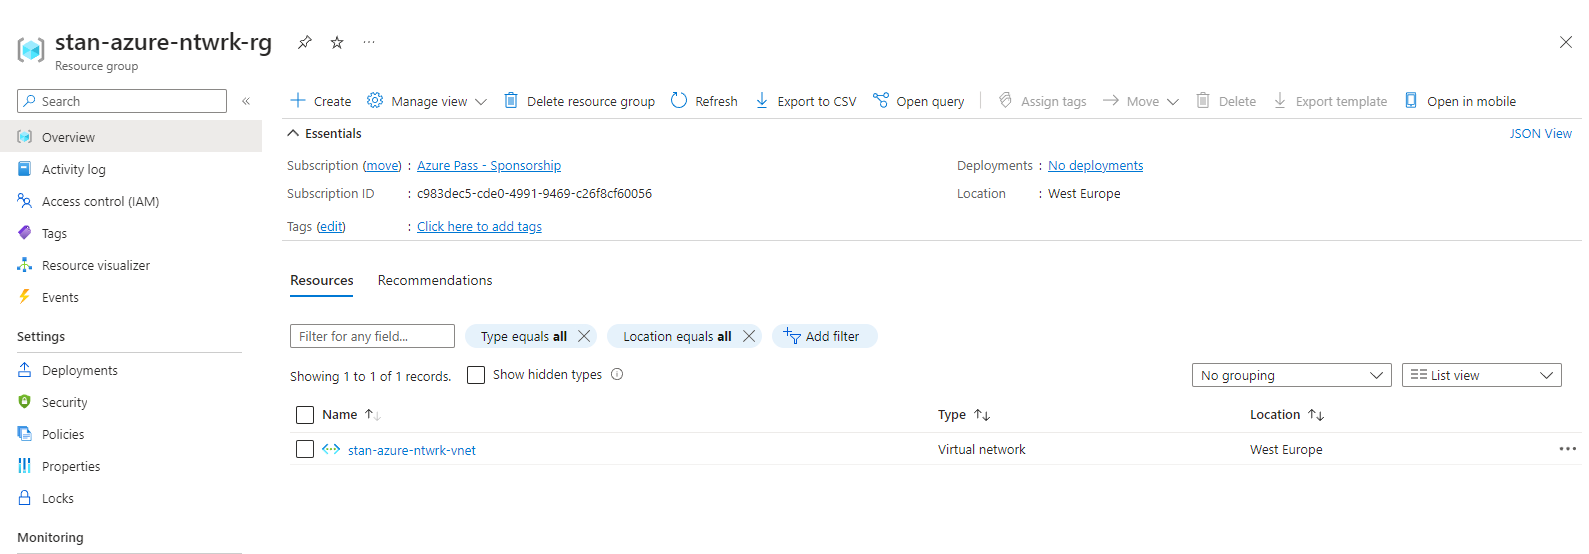 stan-azure-ntwrk-rg
Resource group
Search
Overview
Activity log
Access control (IAM)
Tags
Resource visualizer
Events
Settings
Deployments
Security
Policies
Properties
Locks
Monitoring
Create Manage view Delete resource group Refresh Export to CSV Open query Assign tags Move Delete Export template Open in mobile
Essentials JSON View
Subscription (move) : Azure Pass - Sponsorship Deployments : No deployments
Subscription ID : c983dec5-cde0-4991-9469-c26f8cf60056 Location : West Europe
Tags (edit) : Click here to add tags
Resources Recommendations
Filter for any field... Type equals all Location equals all Add filter
Showing 1 to 1 of 1 records. Show hidden types No grouping List view
Name Type Location
stan-azure-ntwrk-vnet Virtual network West Europe